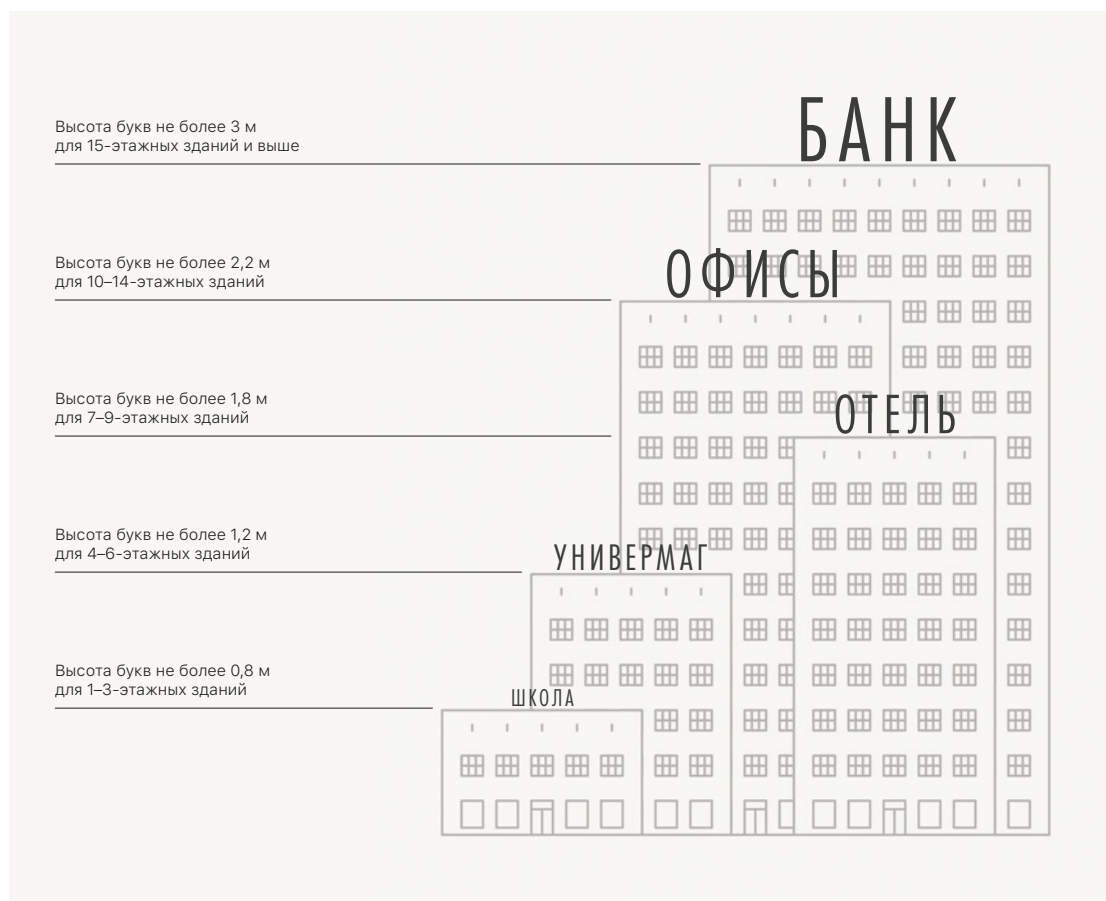 БАНК
Высота букв не более 3 м
для 15-этажных зданий и выше
ОФИСЫ
Высота букв не более 2,2 м
для 10–14-этажных зданий
ОТЕЛЬ
Высота букв не более 1,8 м
для 7–9-этажных зданий
УНИВЕРМАГ
Высота букв не более 1,2 м
для 4–6-этажных зданий
ШКОЛА
Высота букв не более 0,8 м
для 1–3-этажных зданий